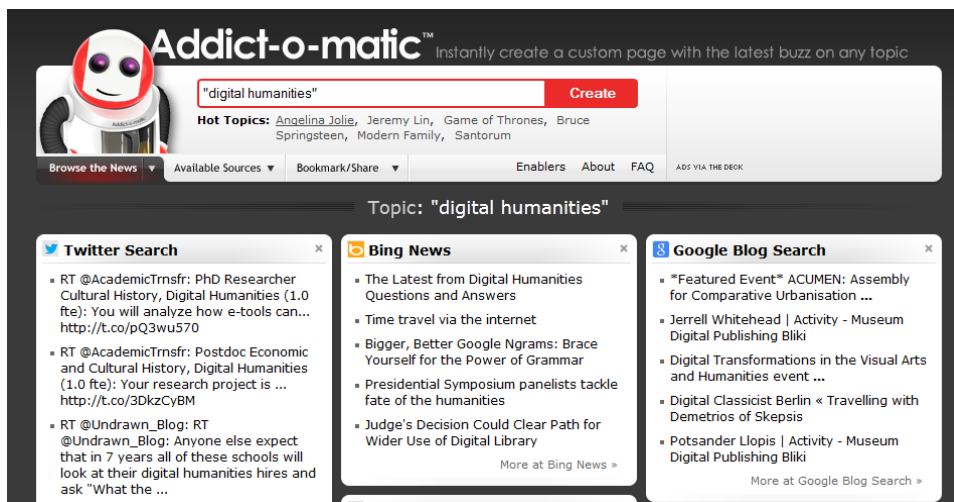 Addict-o-matic™ Instantly create a custom page with the latest buzz on any topic
"digital humanities"
Create
Hot Topics: Angelina Jolie, Jeremy Lin, Game of Thrones, Bruce
Springsteen, Modern Family, Santorum
Browse the News ▼ Available Sources ▼ Bookmark/Share ▼ Enablers About FAQ ADS VIA THE DECK
Topic: "digital humanities"
Twitter Search ×
RT @AcademicTrnsfr: PhD Researcher
Cultural History, Digital Humanities (1.0
fte): You will analyze how e-tools can...
http://t.co/pQ3wu570
RT @AcademicTrnsfr: Postdoc Economic
and Cultural History, Digital Humanities
(1.0 fte): Your research project is ...
http://t.co/3DkzCyBM
RT @Undrawn_Blog: RT
@Undrawn_Blog: Anyone else expect
that in 7 years all of these schools will
look at their digital humanities hires and
ask "What the ...
Bing News ×
The Latest from Digital Humanities
Questions and Answers
Time travel via the internet
Bigger, Better Google Ngrams: Brace
Yourself for the Power of Grammar
Presidential Symposium panelists tackle
fate of the humanities
Judge's Decision Could Clear Path for
Wider Use of Digital Library
More at Bing News »
Google Blog Search ×
*Featured Event* ACUMEN: Assembly
for Comparative Urbanisation ...
Jerrell Whitehead | Activity - Museum
Digital Publishing Bliki
Digital Transformations in the Visual Arts
and Humanities event ...
Digital Classicist Berlin « Travelling with
Demetrios of Skepsis
Potsander Llopis | Activity - Museum
Digital Publishing Bliki
More at Google Blog Search »